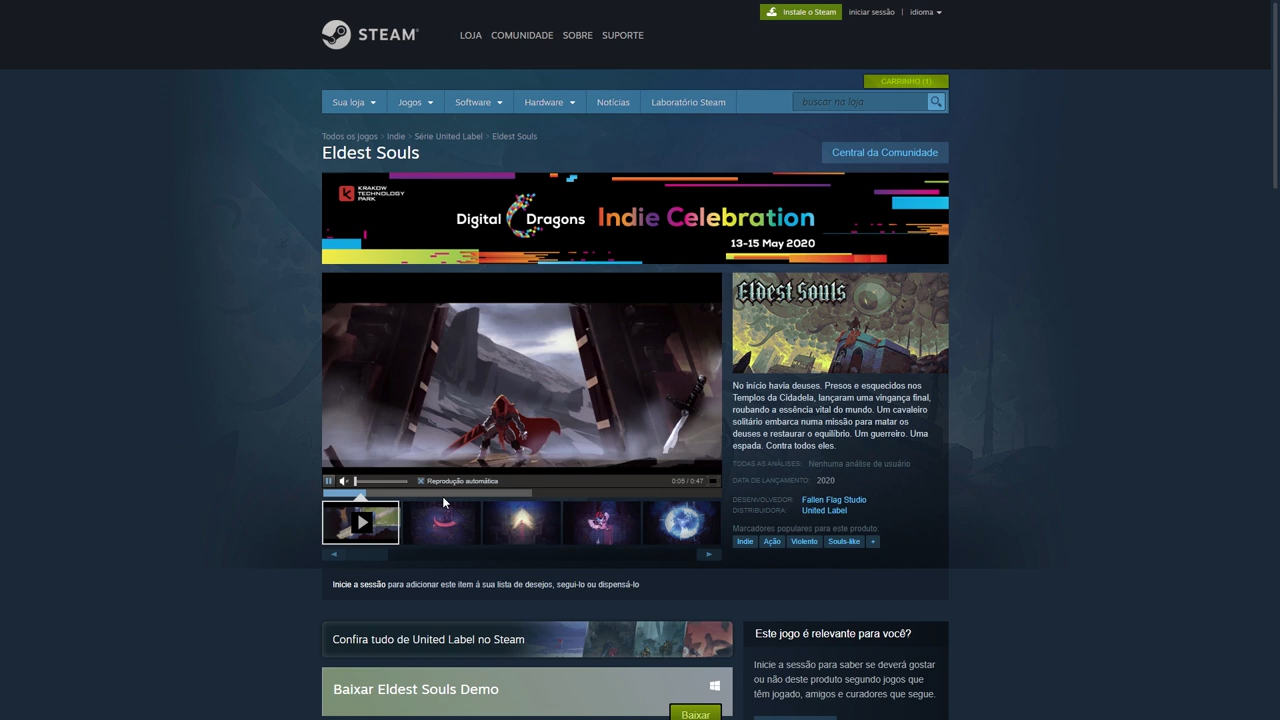 Instale o Steam
iniciar sessão | idioma
STEAM®
LOJA COMUNIDADE SOBRE SUPORTE
CARRINHO (1)
Sua loja Jogos Software Hardware Notícias Laboratório Steam
buscar na loja
Todos os jogos > Indie > Série United Label > Eldest Souls
Eldest Souls
Central da Comunidade
KRAKOW
TECHNOLOGY
PARK
Digital Dragons Indie Celebration
13-15 May 2020
Eldest Souls
No início havia deuses. Presos e esquecidos nos
Templos da Cidadela, lançaram uma vingança final,
roubando a essência vital do mundo. Um cavaleiro
solitário embarca numa missão para matar os
deuses e restaurar o equilíbrio. Um guerreiro. Uma
espada. Contra todos eles.
TODAS AS ANÁLISES: Nenhuma análise de usuário
DATA DE LANÇAMENTO: 2020
DESENVOLVEDOR: Fallen Flag Studio
DISTRIBUIDORA: United Label
Marcadores populares para este produto:
Indie Ação Violento Souls-like +
Reprodução automática
0:05 / 0:47
Inicie a sessão para adicionar este item á sua lista de desejos, segui-lo ou dispensá-lo
Confira tudo de United Label no Steam
Baixar Eldest Souls Demo
Baixar
Este jogo é relevante para você?
Inicie a sessão para saber se deverá gostar
ou não deste produto segundo jogos que
têm jogado, amigos e curadores que segue.